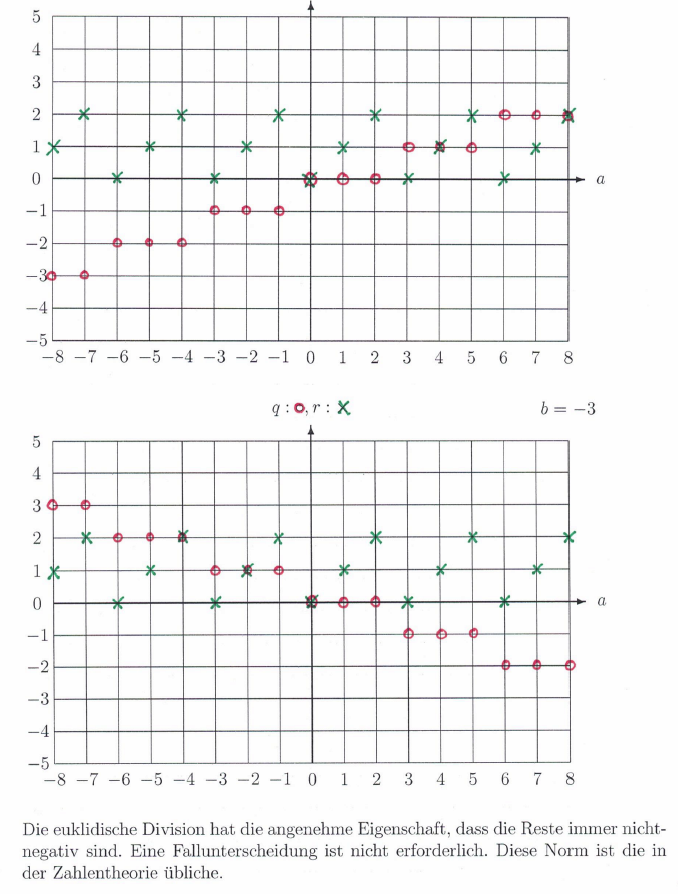 5
4
3
2
1
0 a
−1
−2
−3
−4
−5
−8 −7 −6 −5 −4 −3 −2 −1 0 1 2 3 4 5 6 7 8
q : o, r : × b = −3
5
4
3
2
1
0 a
−1
−2
−3
−4
−5
−8 −7 −6 −5 −4 −3 −2 −1 0 1 2 3 4 5 6 7 8
Die euklidische Division hat die angenehme Eigenschaft, dass die Reste immer nicht-
negativ sind. Eine Fallunterscheidung ist nicht erforderlich. Diese Norm ist die in
der Zahlentheorie übliche.